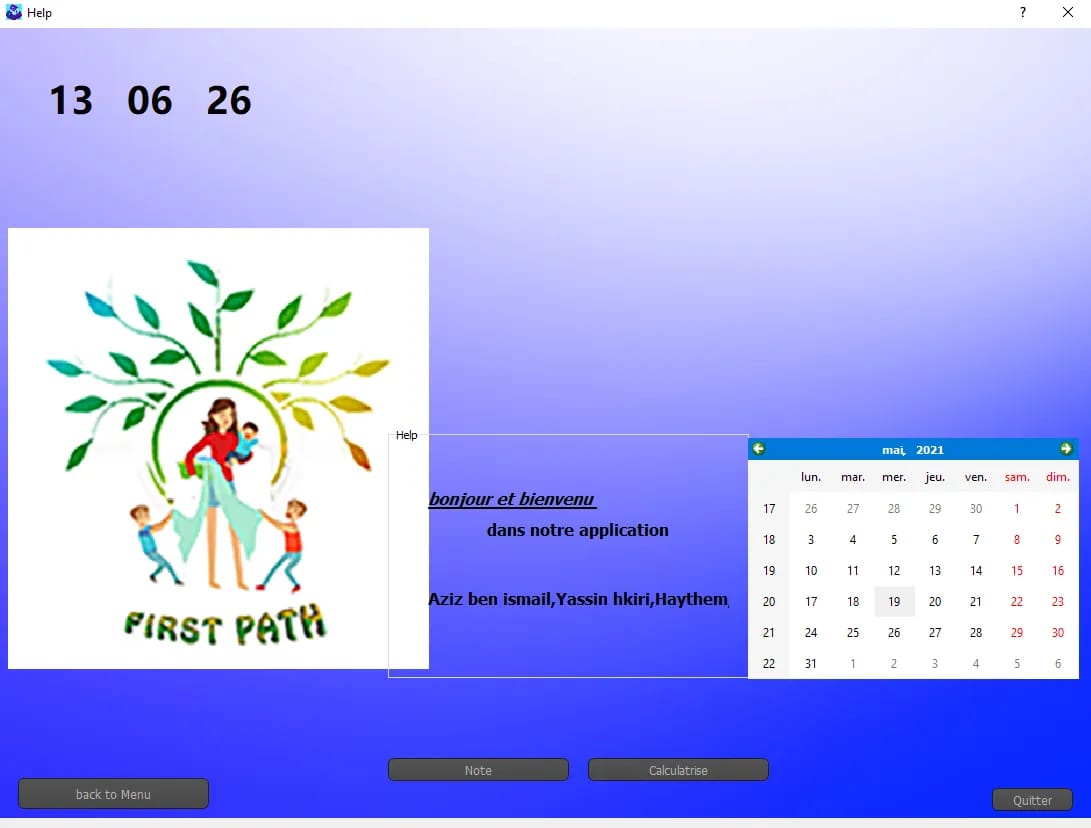 Help
?
13 06 26
FIRST PATH
Help
bonjour et bienvenu
dans notre application
Aziz ben ismail,Yassin hkiri,Haythem,
mai, 2021
lun. mar. mer. jeu. ven. sam. dim.
17 26 27 28 29 30 1 2
18 3 4 5 6 7 8 9
19 10 11 12 13 14 15 16
20 17 18 19 20 21 22 23
21 24 25 26 27 28 29 30
22 31 1 2 3 4 5 6
Note
Calculatrise
back to Menu
Quitter